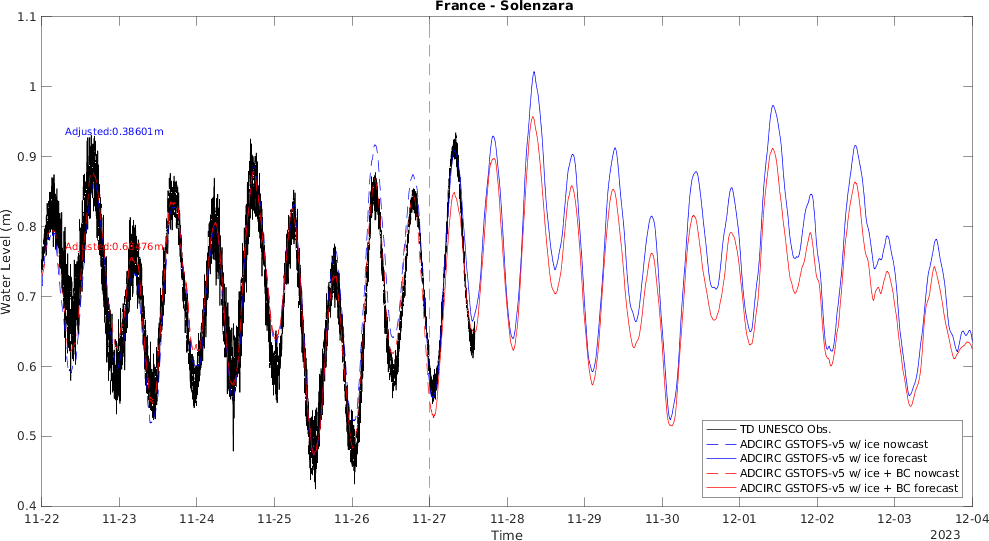 France - Solenzara
1.1
1
0.9
0.8
0.7
0.6
0.5
0.4
Water Level (m)
Adjusted:0.38601m
TD UNESCO Obs.
ADCIRC GSTOFS-v5 w/ ice nowcast
ADCIRC GSTOFS-v5 w/ ice forecast
ADCIRC GSTOFS-v5 w/ ice + BC nowcast
ADCIRC GSTOFS-v5 w/ ice + BC forecast
11-22 11-23 11-24 11-25 11-26 11-27 11-28 11-29 11-30 12-01 12-02 12-03 12-04
Time
2023